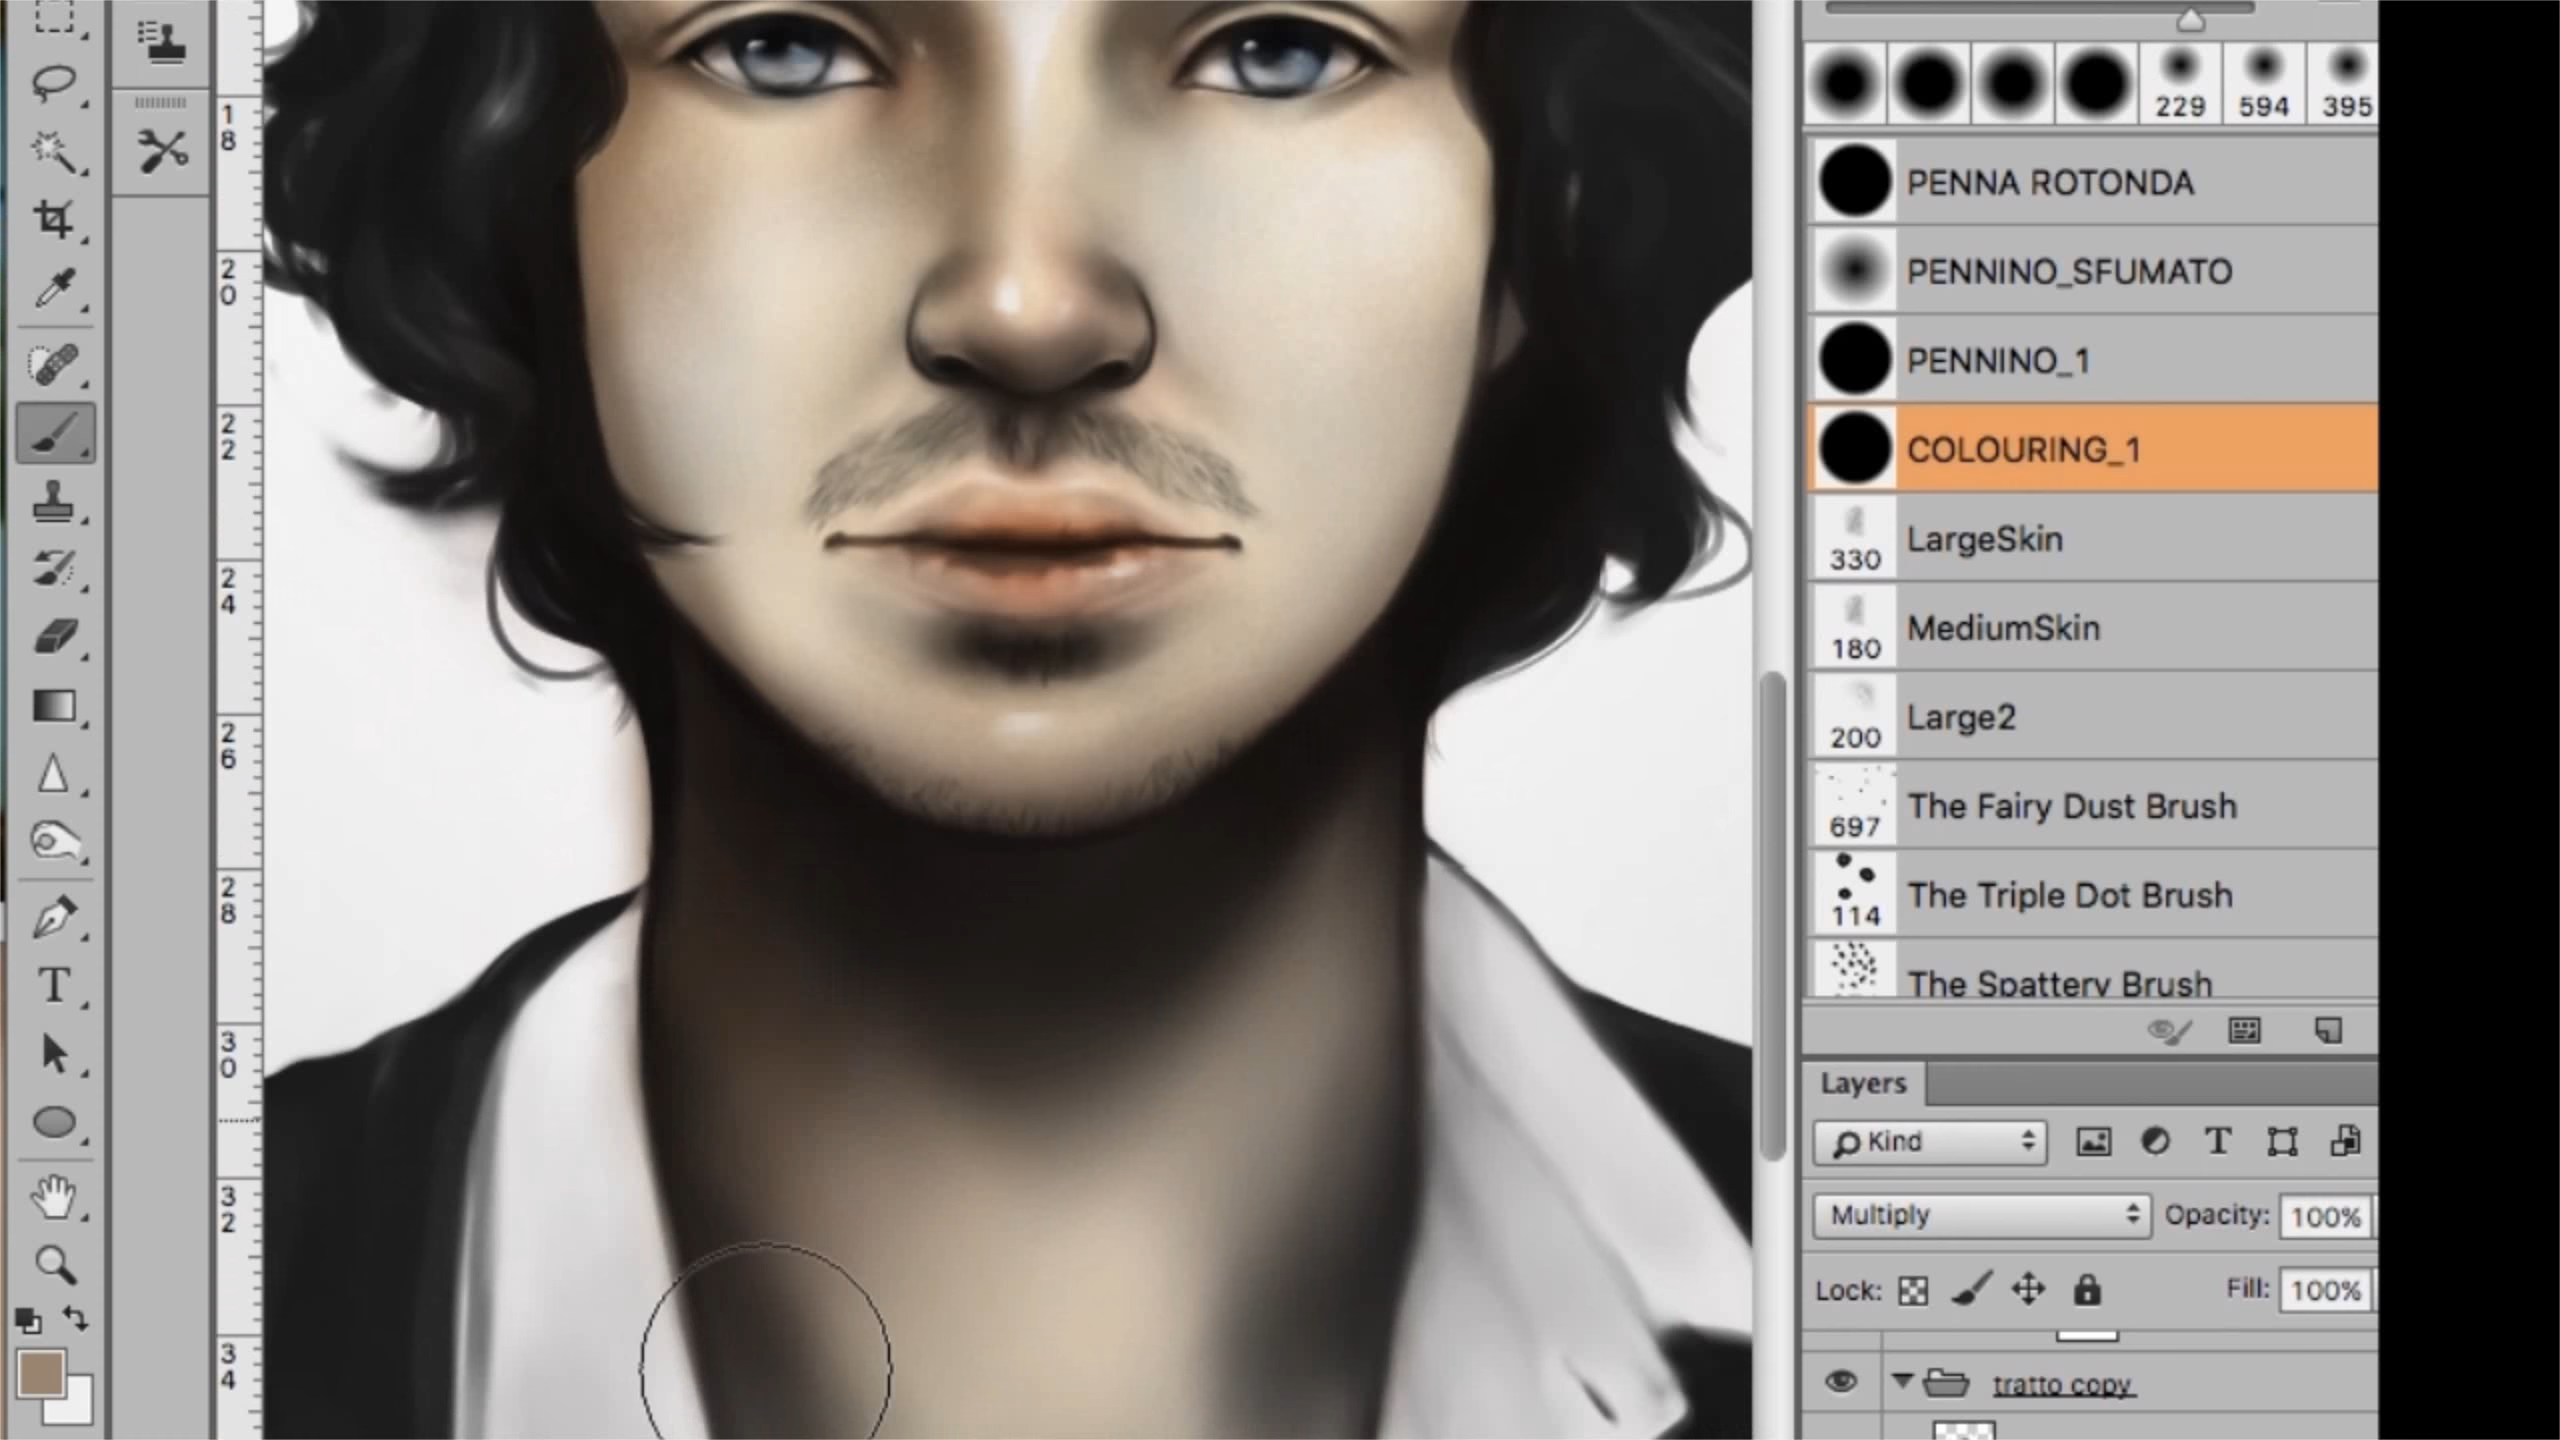 18
20
22
24
26
28
30
32
34
229 594 395
PENNA ROTONDA
PENNINO_SFUMATO
PENNINO_1
COLOURING_1
330 LargeSkin
180 MediumSkin
200 Large2
697 The Fairy Dust Brush
114 The Triple Dot Brush
The Spattery Brush
Layers
Kind
Multiply Opacity: 100%
Lock: Fill: 100%
tratto copy